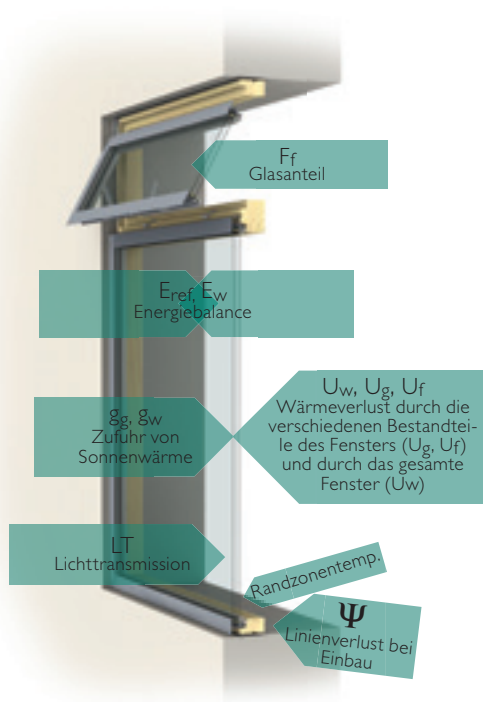 Ff
Glasanteil
Eref, Ew
Energiebalance
gg, gw
Zufuhr von
Sonnenwärme
Uw, Ug, Uf
Wärmeverlust durch die
verschiedenen Bestandtei-
le des Fensters (Ug, Uf)
und durch das gesamte
Fenster (Uw)
LT
Lichttransmission
Randzonentemp.
Ψ
Linienverlust bei
Einbau